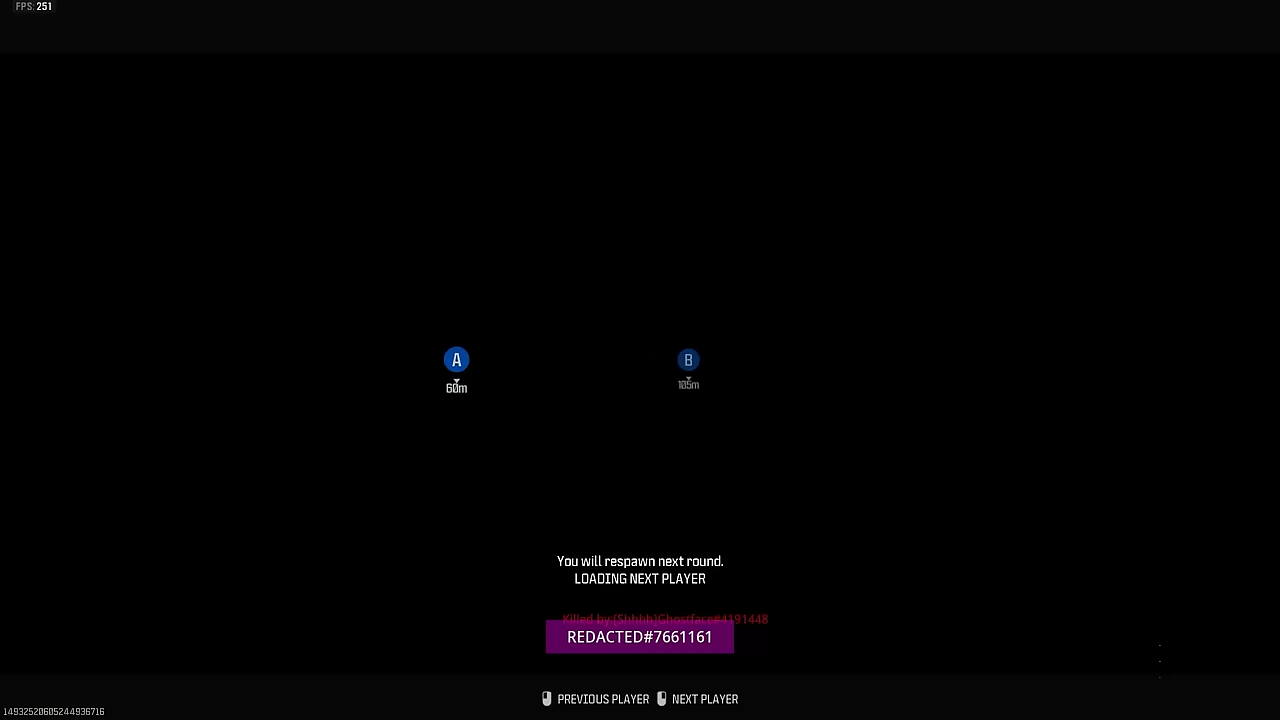 FPS: 251
A
B
60m
105m
You will respawn next round.
LOADING NEXT PLAYER
Killed by:[Shhhh]Ghostface#4191448
REDACTED#7661161
PREVIOUS PLAYER NEXT PLAYER
14932520605244936716